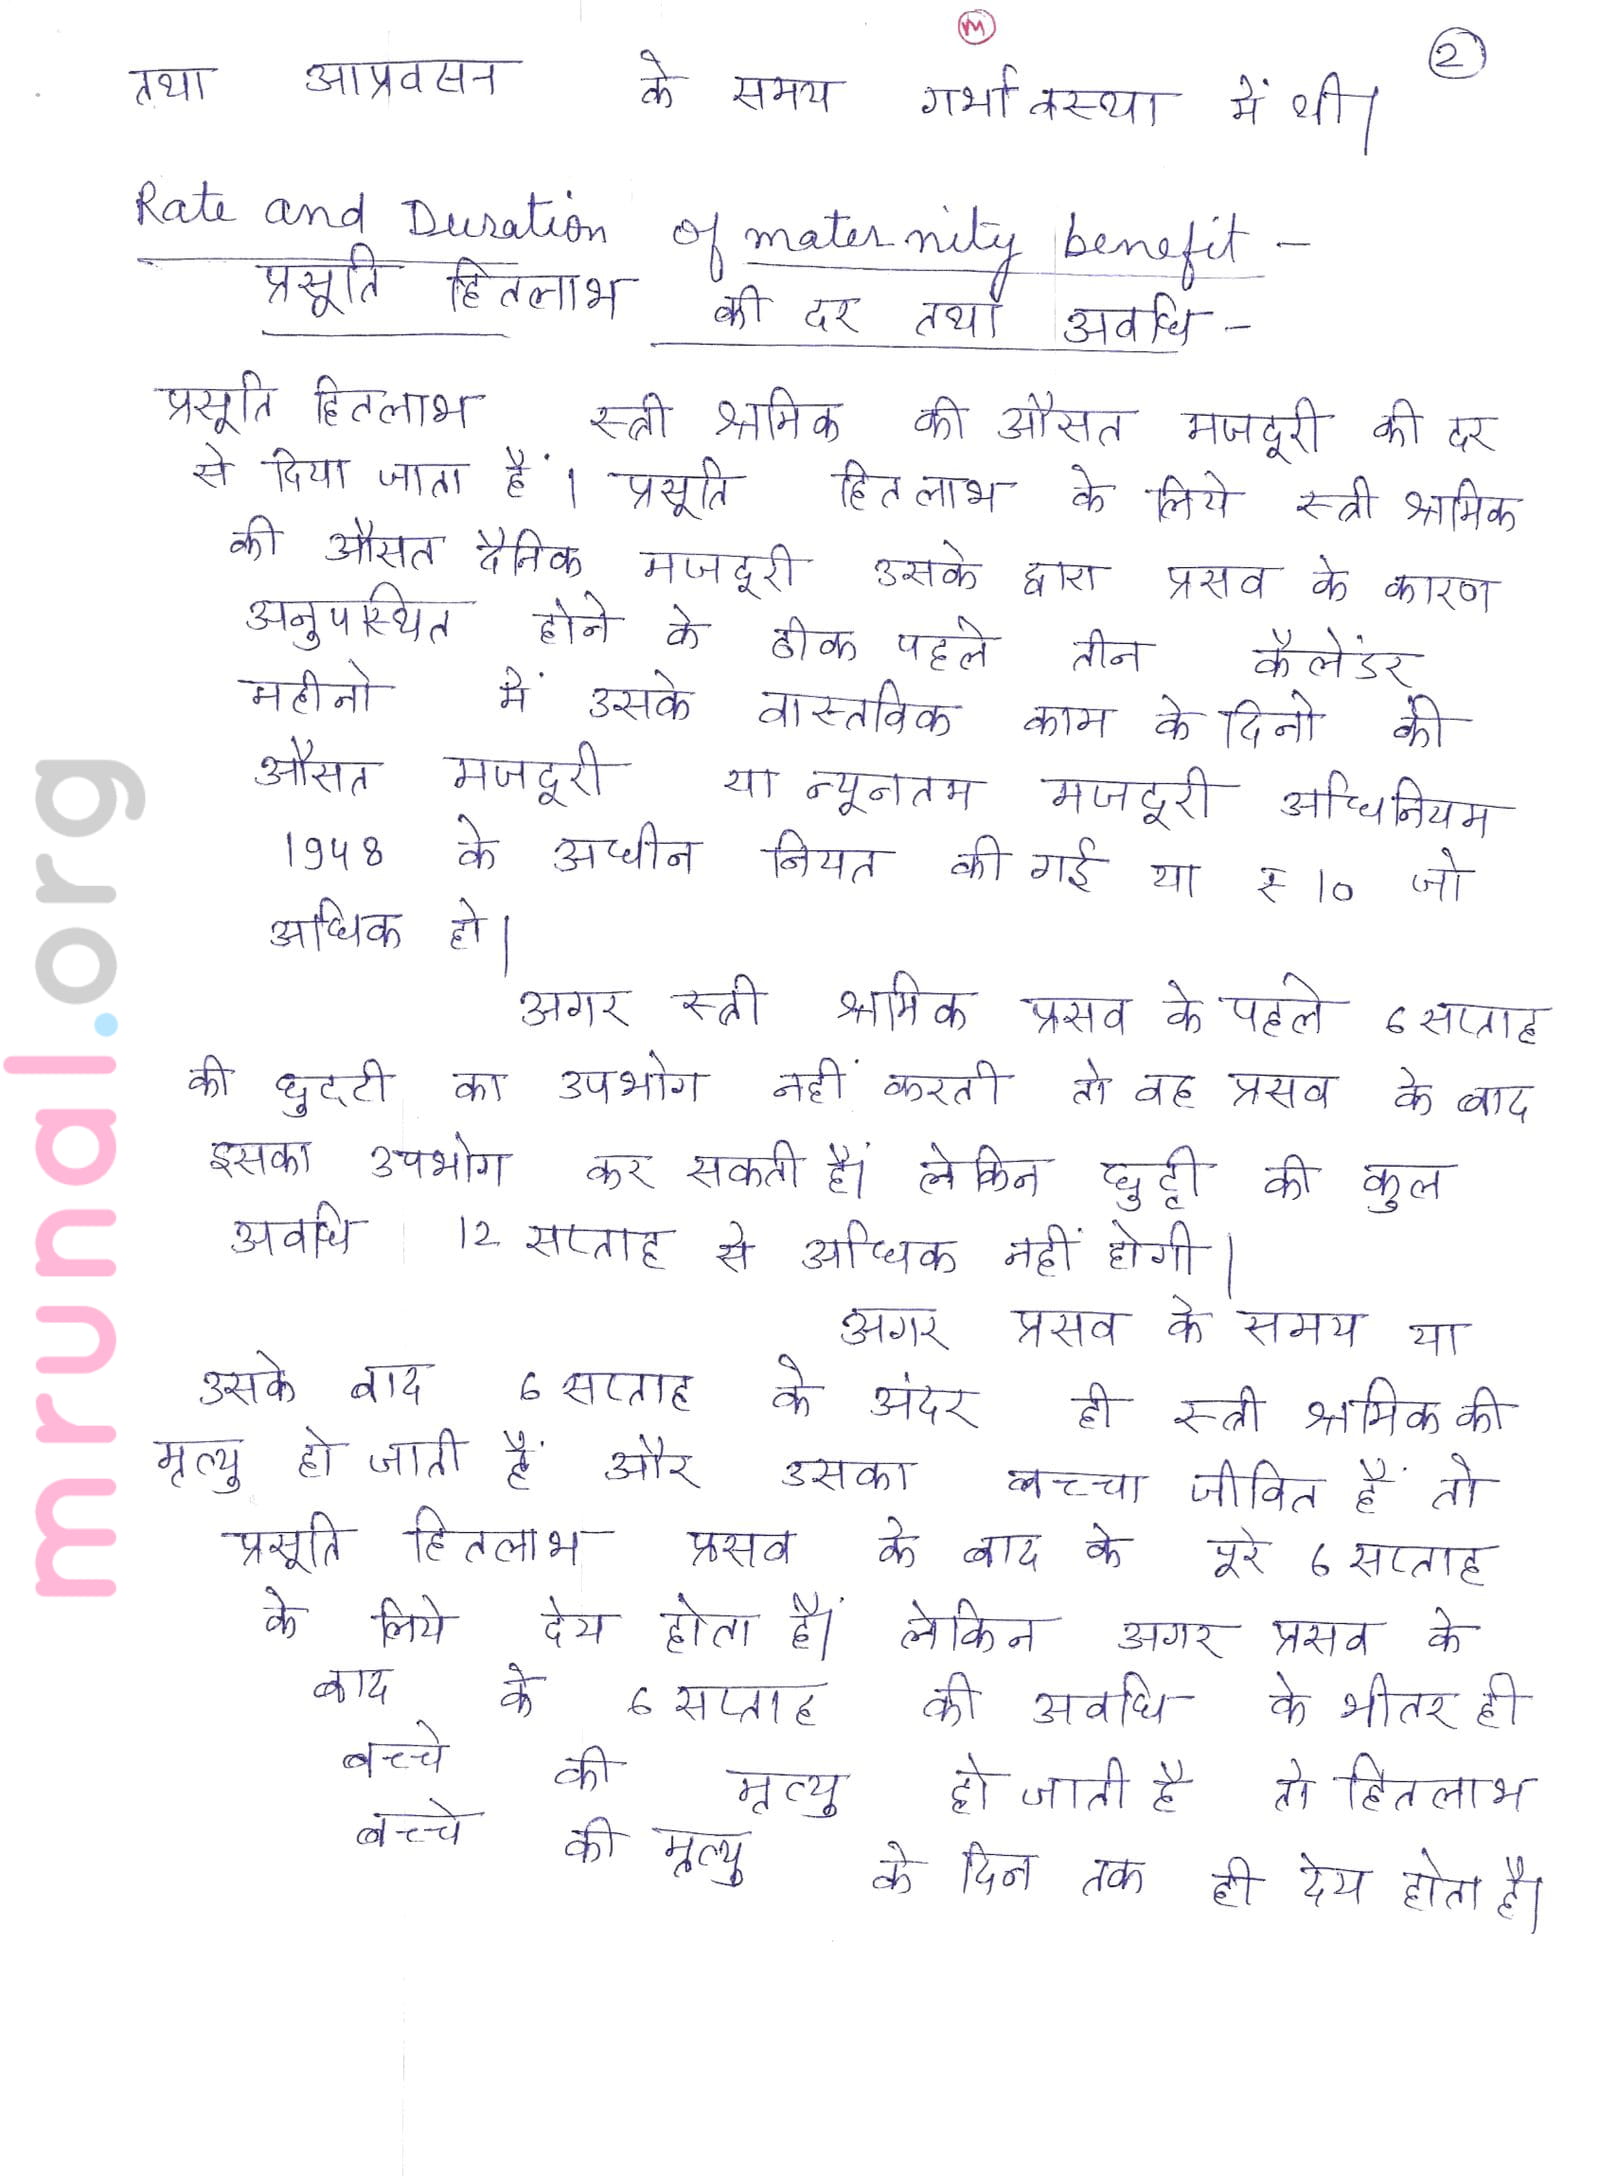 M
2
तथा आप्रवसन के समय गर्भावस्था में थी।
Rate and Duration of maternity benefit -
प्रसूति हितलाभ की दर तथा अवधि -
प्रसूति हितलाभ स्त्री श्रमिक की औसत मजदूरी की दर
से दिया जाता हैं। प्रसूति हितलाभ के लिये स्त्री श्रमिक
की औसत दैनिक मजदूरी उसके द्वारा प्रसव के कारण
अनुपस्थित होने के ठीक पहले तीन कैलेंडर
महीनो में उसके वास्तविक काम के दिनो की
औसत मजदूरी या न्यूनतम मजदूरी अधिनियम
1948 के अधीन नियत की गई या ₹ 10 जो
अधिक हो।
अगर स्त्री श्रमिक प्रसव के पहले 6 सप्ताह
की छुटटी का उपभोग नहीं करती तो वह प्रसव के बाद
इसका उपभोग कर सकती हैं। लेकिन छुट्टी की कुल
अवधि 12 सप्ताह से अधिक नहीं होगी।
अगर प्रसव के समय या
उसके बाद 6 सप्ताह के अंदर ही स्त्री श्रमिक की
मृत्यु हो जाती हैं और उसका बच्चा जीवित हैं तो
प्रसूति हितलाभ प्रसव के बाद के पूरे 6 सप्ताह
के लिये देय होता हैं। लेकिन अगर प्रसव के
बाद के 6 सप्ताह की अवधि के भीतर ही
बच्चे की मृत्यु हो जाती है तो हितलाभ
बच्चे की मृत्यु के दिन तक ही देय होता है।
mrunal.org